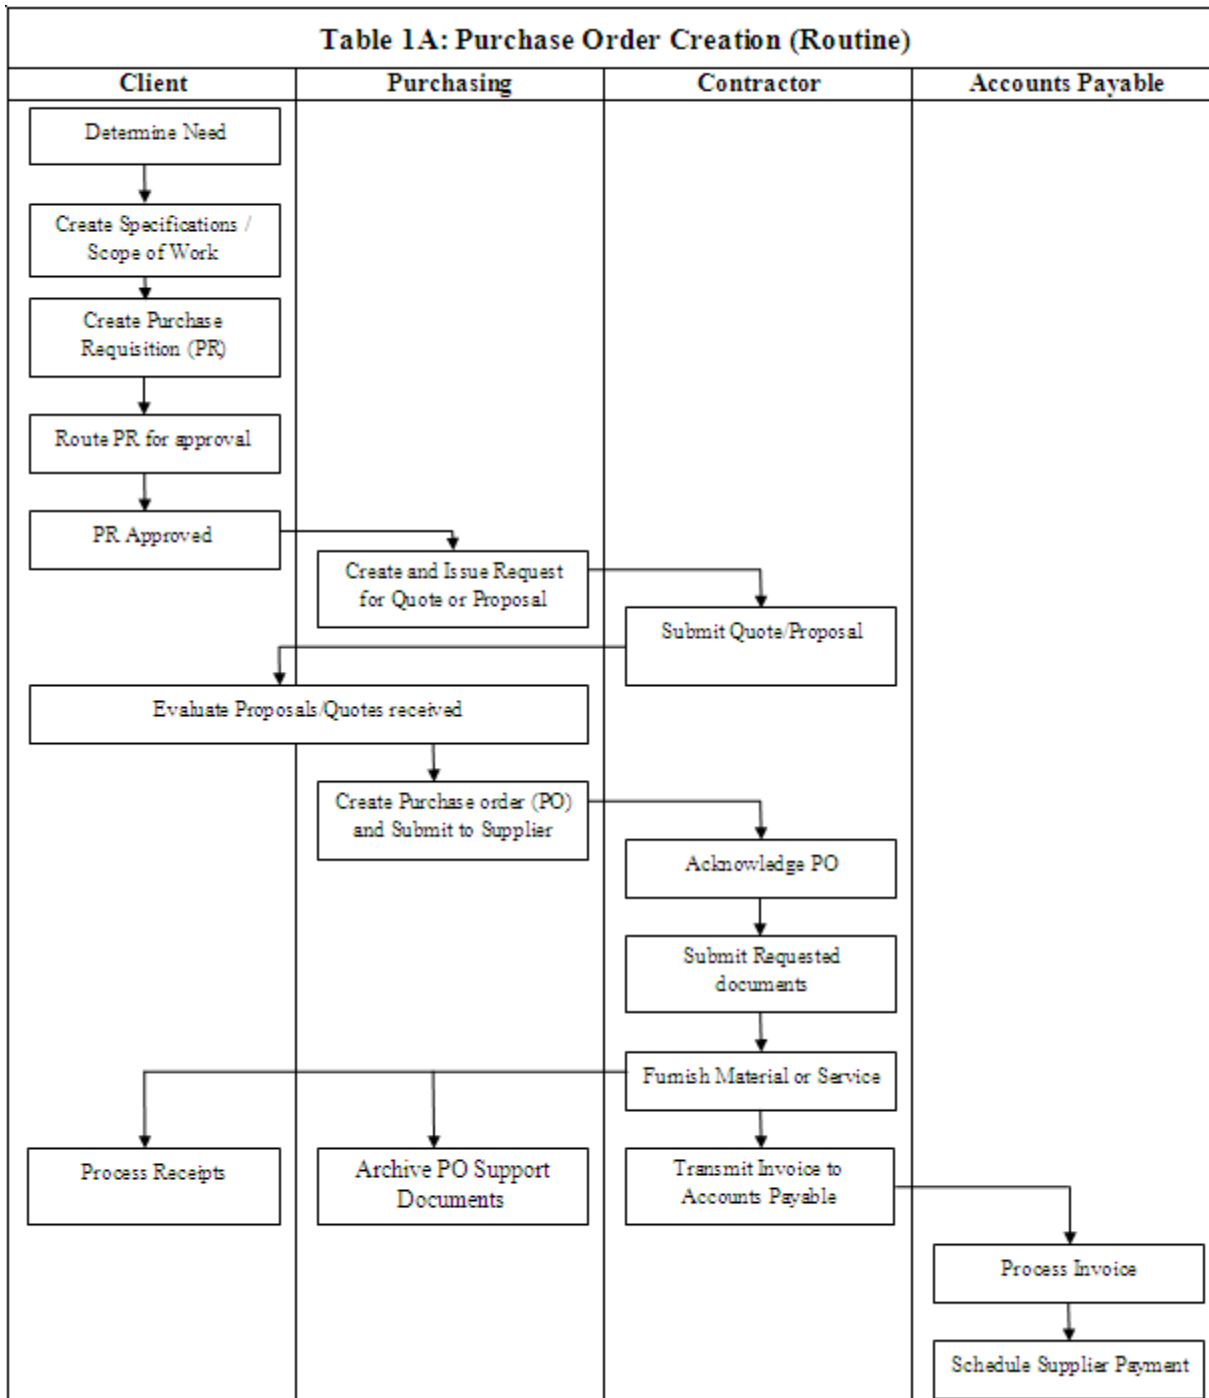 Table 1A: Purchase Order Creation (Routine)
Client
Purchasing
Contractor
Accounts Payable
Determine Need
Create Specifications /
Scope of Work
Create Purchase
Requisition (PR)
Route PR for approval
PR Approved
Create and Issue Request
for Quote or Proposal
Submit Quote/Proposal
Evaluate Proposals/Quotes received
Create Purchase order (PO)
and Submit to Supplier
Acknowledge PO
Submit Requested
documents
Furnish Material or Service
Process Receipts
Archive PO Support
Documents
Transmit Invoice to
Accounts Payable
Process Invoice
Schedule Supplier Payment